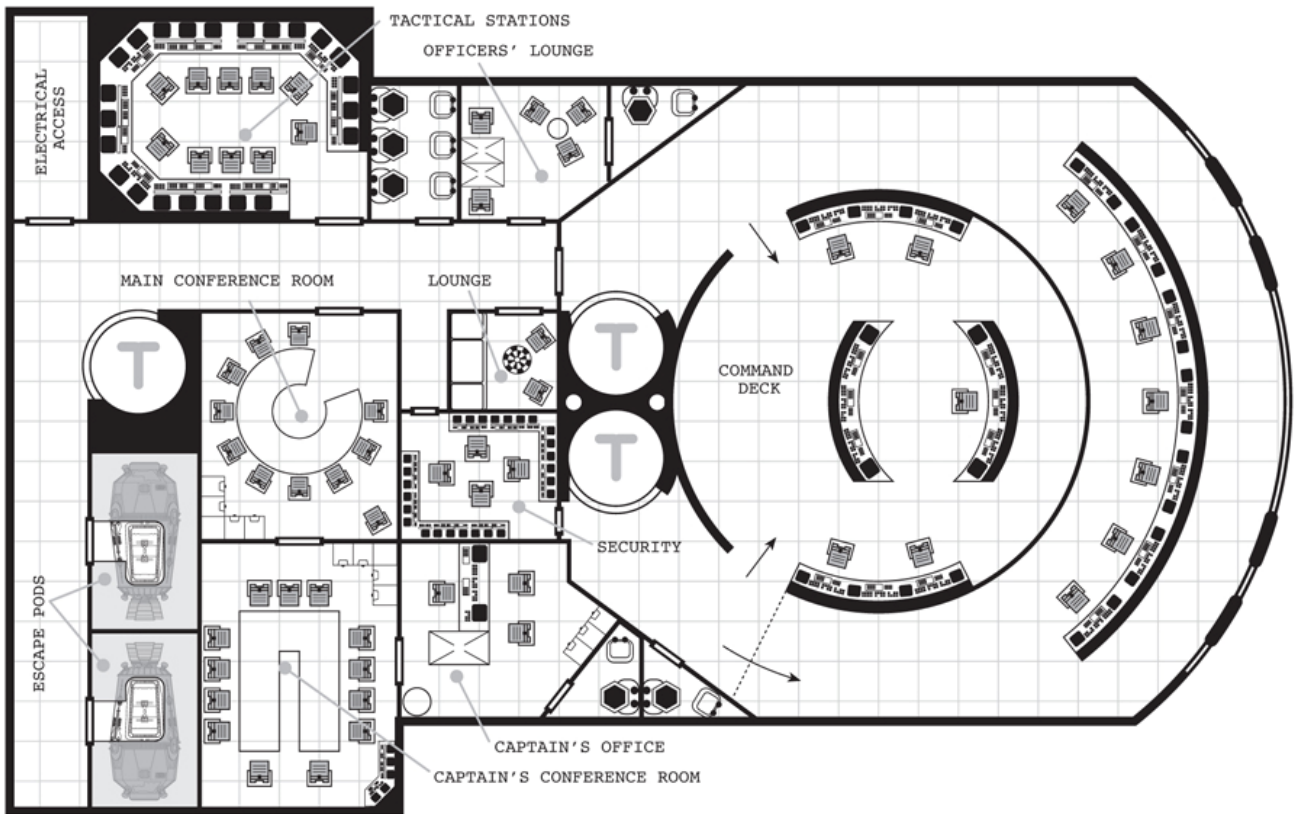 TACTICAL STATIONS
OFFICERS' LOUNGE
ELECTRICAL
ACCESS
MAIN CONFERENCE ROOM
LOUNGE
T
T
COMMAND
DECK
T
SECURITY
ESCAPE PODS
CAPTAIN'S OFFICE
CAPTAIN'S CONFERENCE ROOM